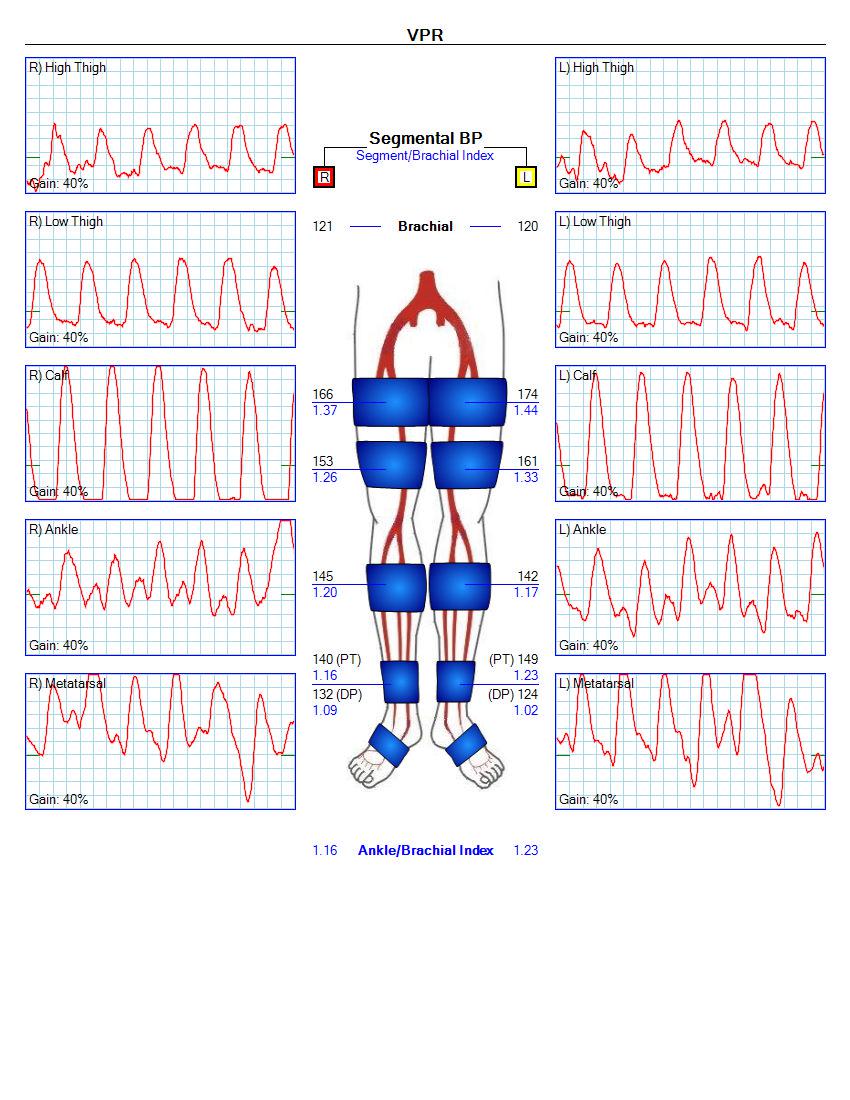 VPR
R) High Thigh
Gain: 40%
L) High Thigh
Gain: 40%
Segmental BP
Segment/Brachial Index
R
L
121 Brachial 120
R) Low Thigh
Gain: 40%
L) Low Thigh
Gain: 40%
R) Calf
Gain: 40%
L) Calf
Gain: 40%
166 174
1.37 1.44
153 161
1.26 1.33
R) Ankle
Gain: 40%
L) Ankle
Gain: 40%
145 142
1.20 1.17
140 (PT) (PT) 149
1.16 1.23
132 (DP) (DP) 124
1.09 1.02
R) Metatarsal
Gain: 40%
L) Metatarsal
Gain: 40%
1.16 Ankle/Brachial Index 1.23